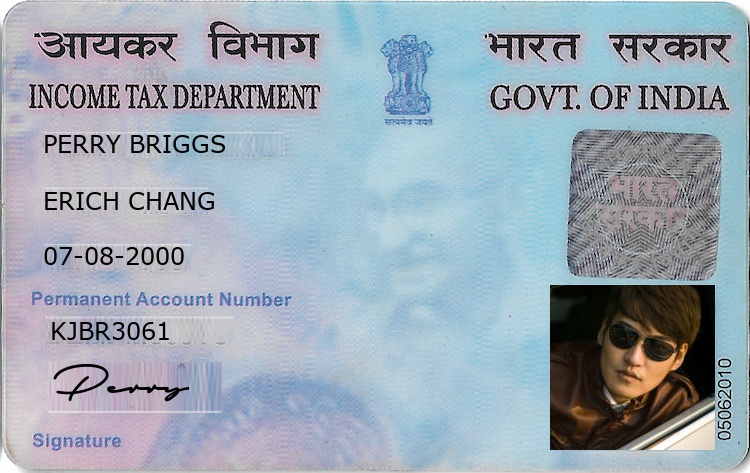 आयकर विभाग भारत सरकार
INCOME TAX DEPARTMENT GOVT. OF INDIA
सत्यमेव जयते
PERRY BRIGGS
भारत
सरकार
ERICH CHANG
07-08-2000
Permanent Account Number
KJBR3061
Perry
Signature
05062010